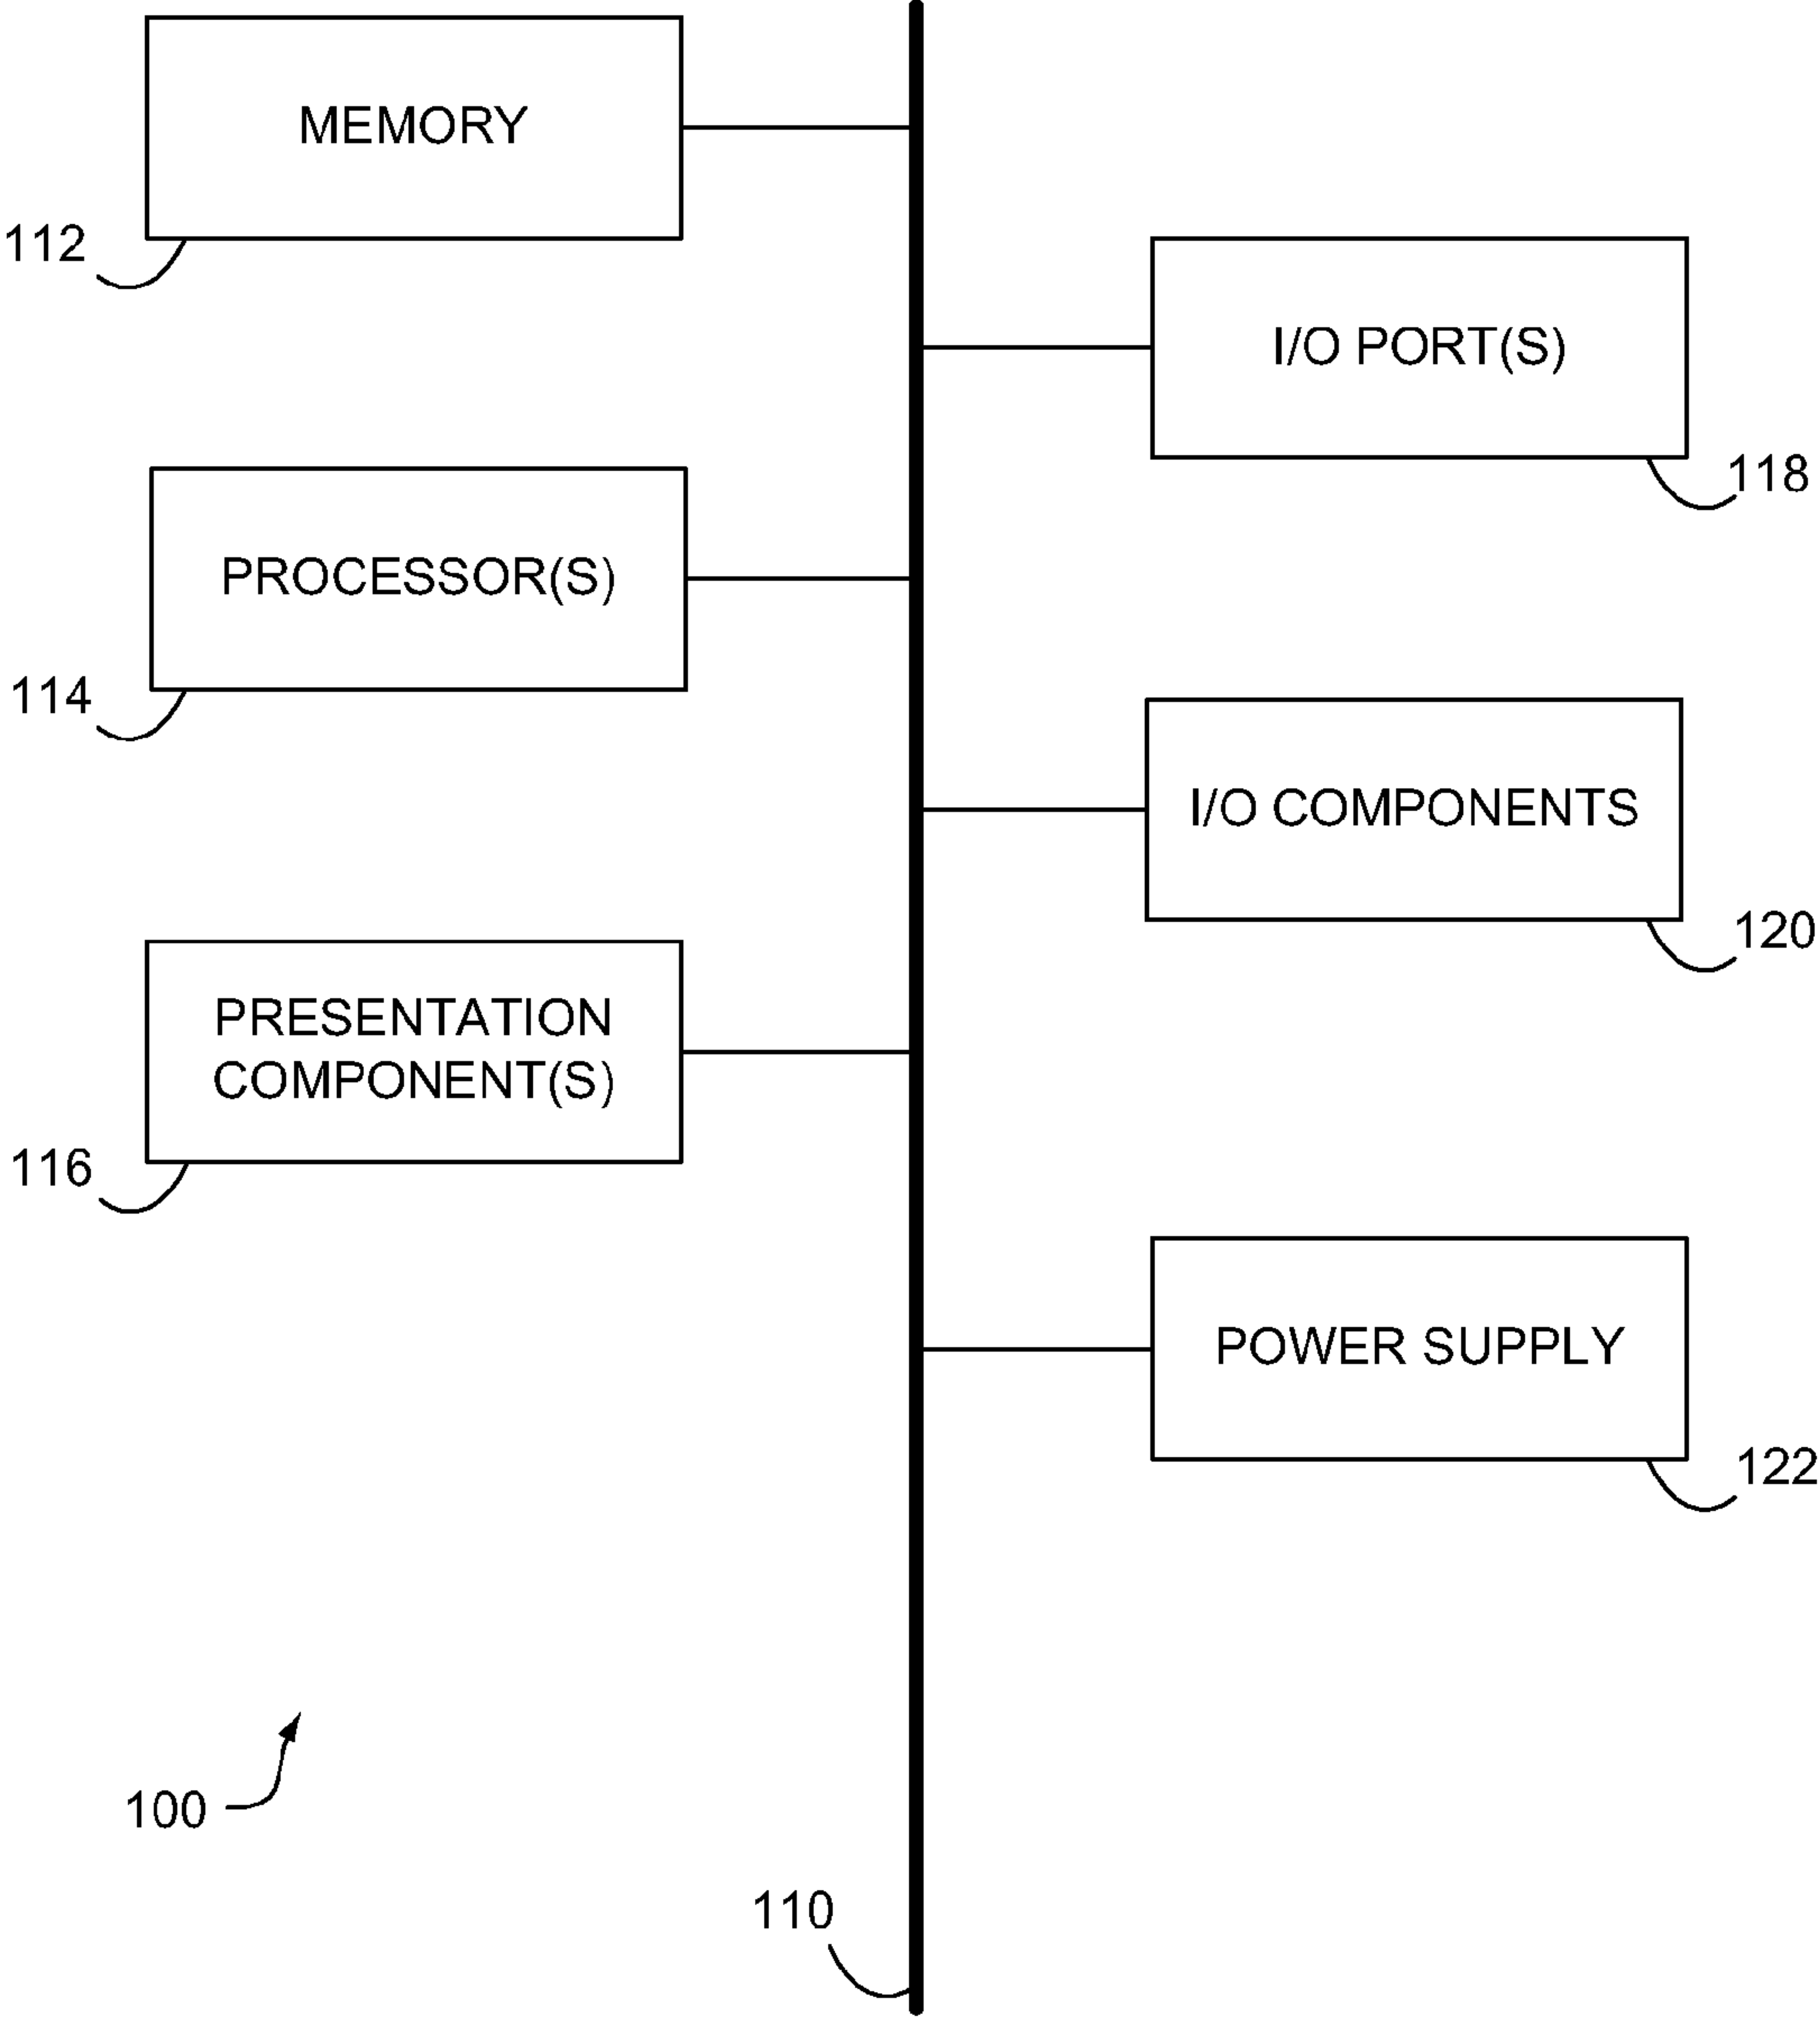 MEMORY
112
I/O PORT(S)
118
PROCESSOR(S)
114
I/O COMPONENTS
120
PRESENTATION
COMPONENT(S)
116
POWER SUPPLY
122
100
110